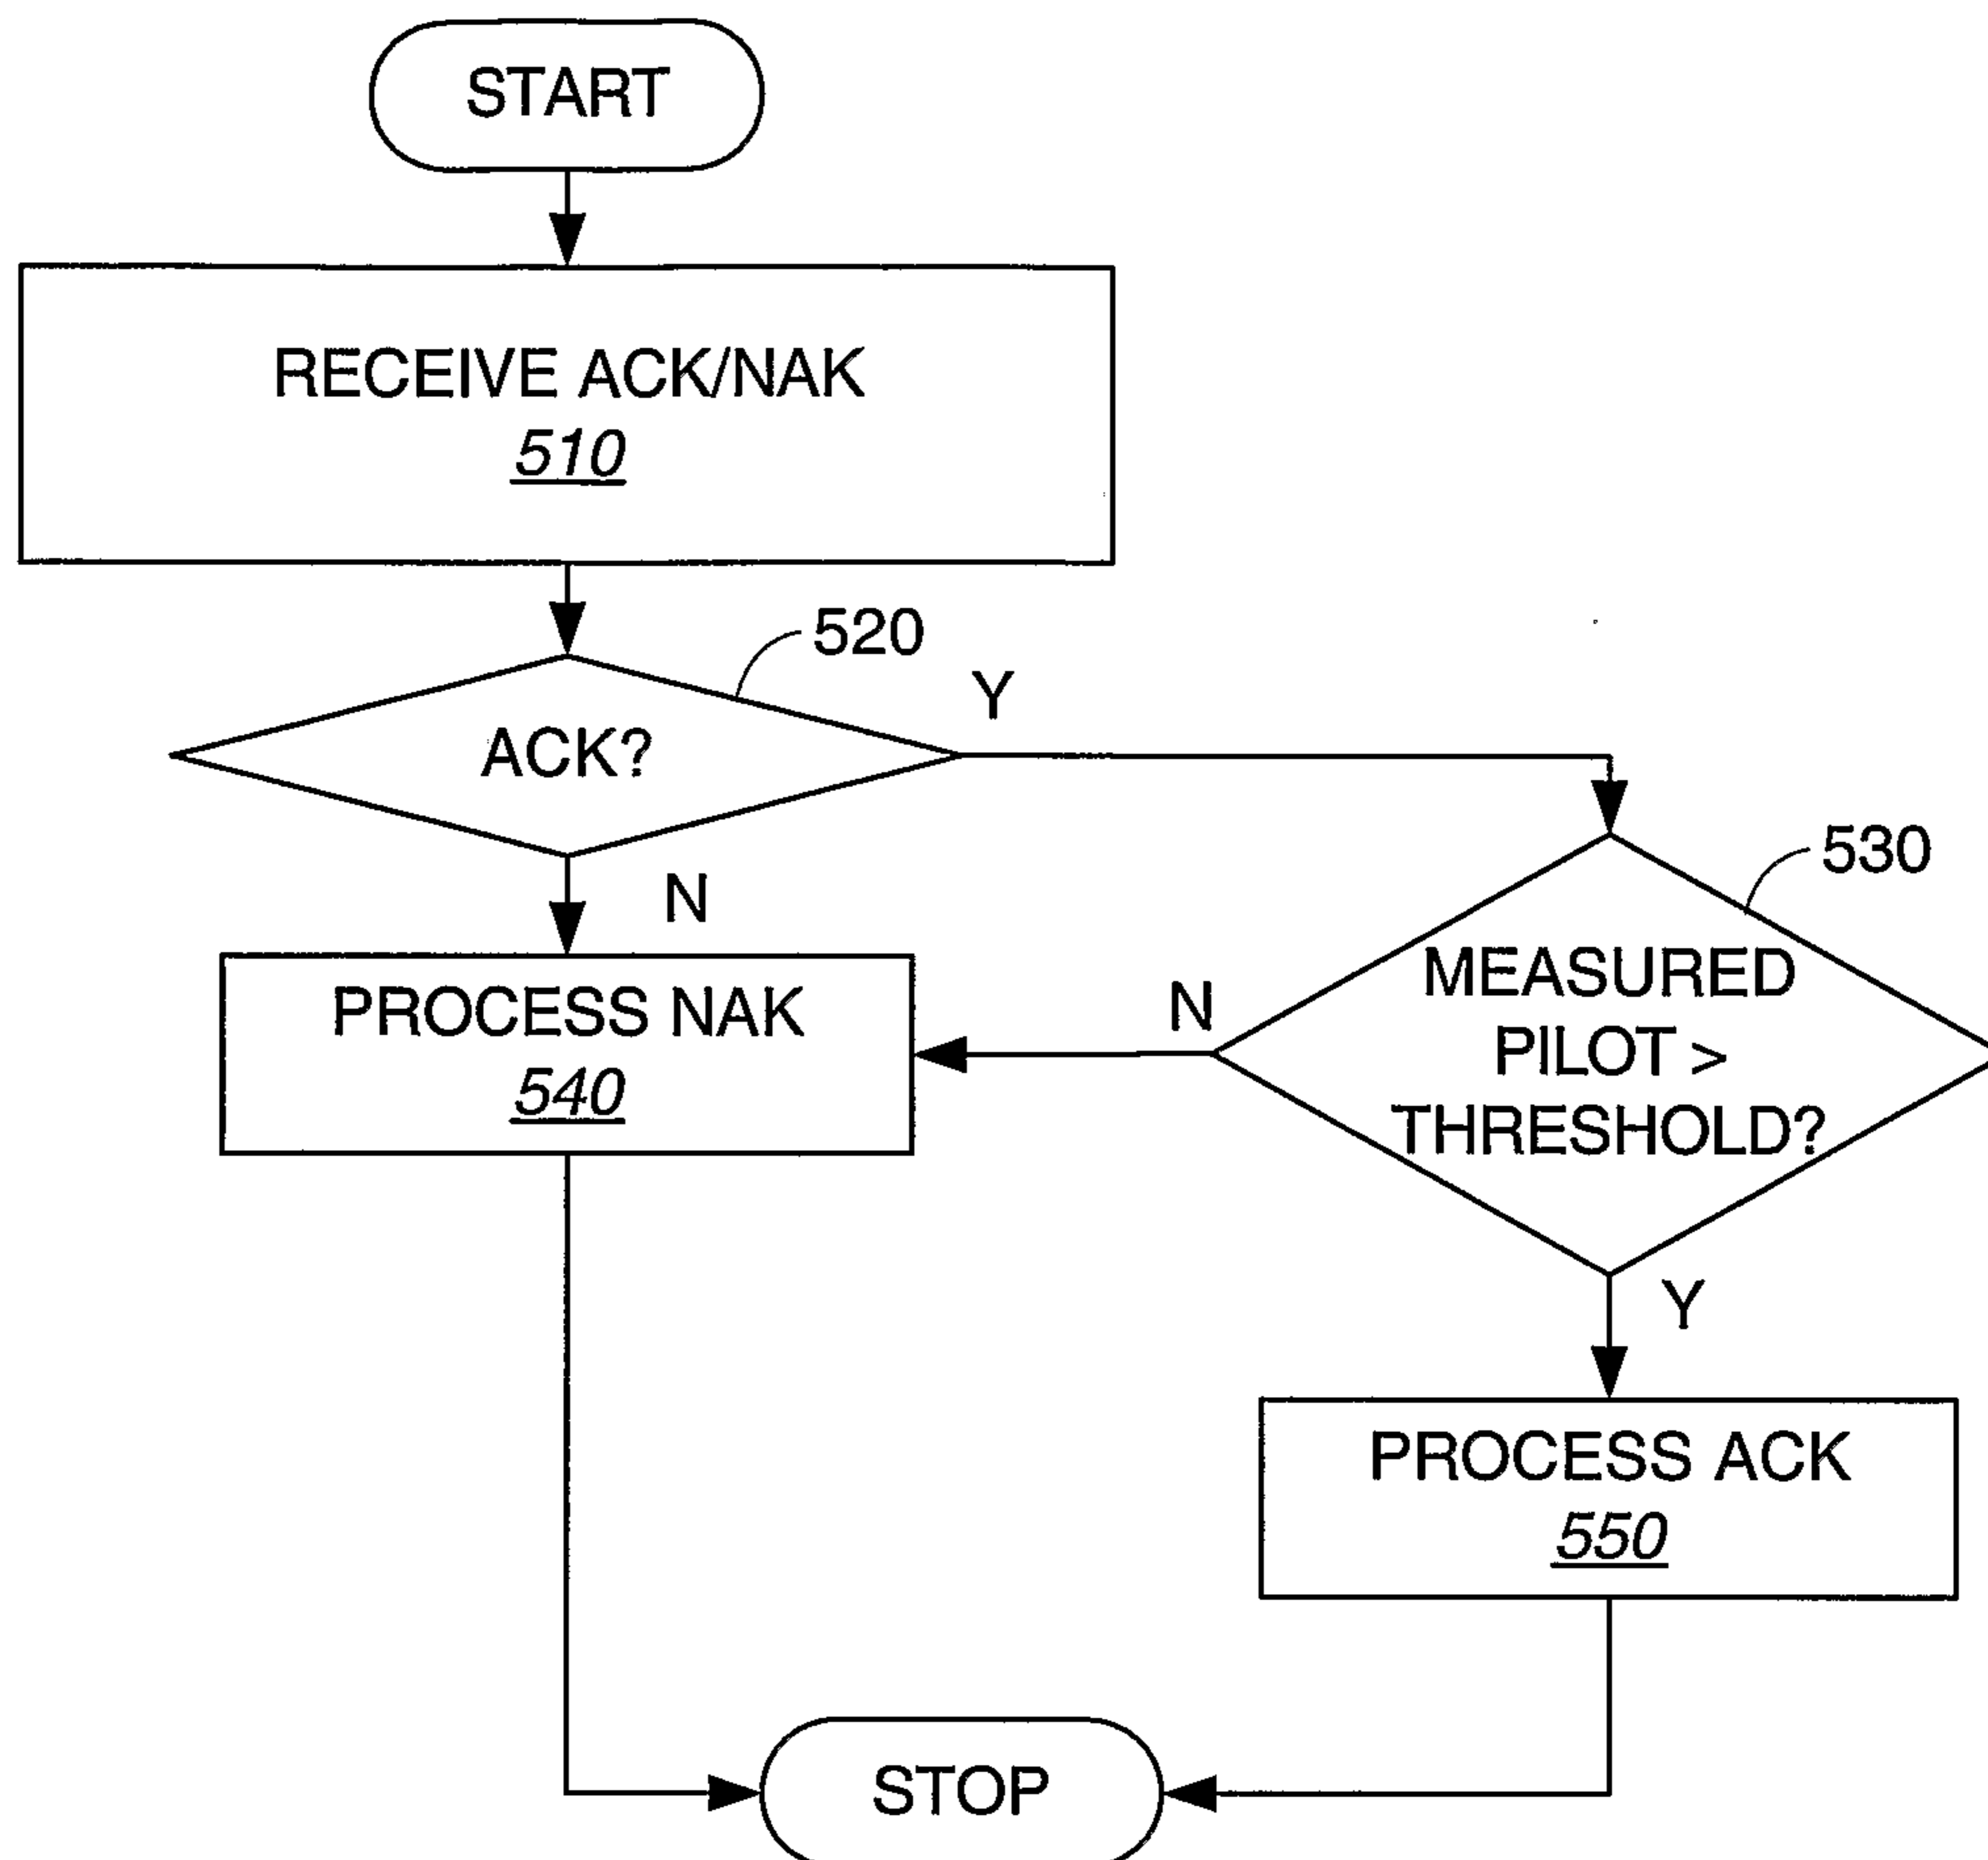 START
RECEIVE ACK/NAK
510
520
Y
ACK?
N
530
MEASURED
PILOT >
THRESHOLD?
N
PROCESS NAK
540
Y
PROCESS ACK
550
STOP